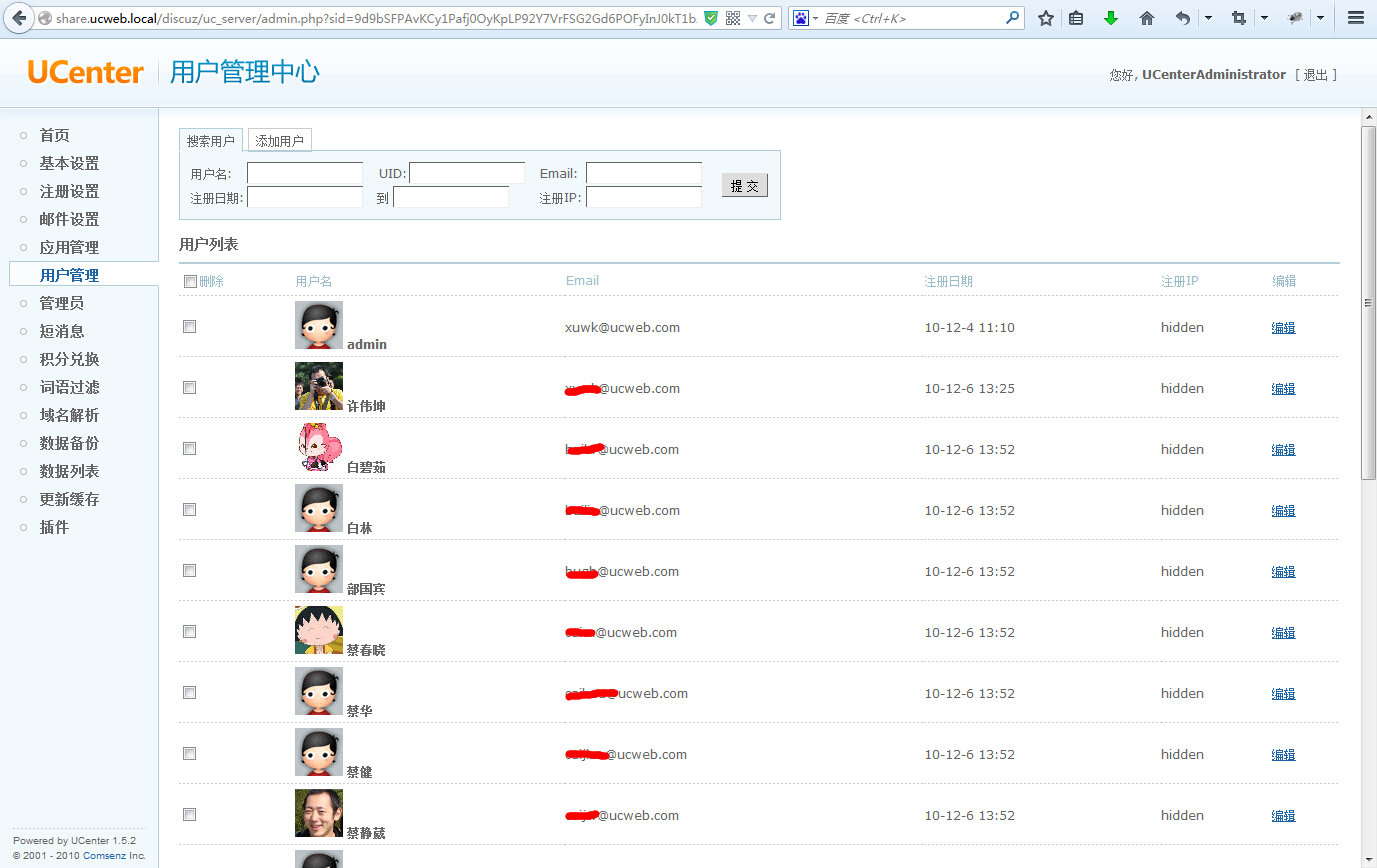 share.ucweb.local/discuz/uc_server/admin.php?sid=9d9bSFPAvKCy1Pafj0OyKpLP92Y7VrFSG2Gd6POFyInJ0kT1b
百度 <Ctrl+K>
UCenter 用户管理中心
您好, UCenterAdministrator [ 退出 ]
首页
基本设置
注册设置
邮件设置
应用管理
用户管理
管理员
短消息
积分兑换
词语过滤
域名解析
数据备份
数据列表
更新缓存
插件
Powered by UCenter 1.5.2
© 2001 - 2010 Comsenz Inc.
搜索用户 添加用户
用户名: UID: Email:
注册日期: 到 注册IP:
提 交
用户列表
删除 用户名 Email 注册日期 注册IP 编辑
admin xuwk@ucweb.com 10-12-4 11:10 hidden 编辑
许伟坤 @ucweb.com 10-12-6 13:25 hidden 编辑
白碧茹 @ucweb.com 10-12-6 13:52 hidden 编辑
白林 @ucweb.com 10-12-6 13:52 hidden 编辑
部国宾 @ucweb.com 10-12-6 13:52 hidden 编辑
蔡春晓 @ucweb.com 10-12-6 13:52 hidden 编辑
蔡华 @ucweb.com 10-12-6 13:52 hidden 编辑
蔡健 @ucweb.com 10-12-6 13:52 hidden 编辑
@ucweb.com 10-12-6 13:52 hidden 编辑